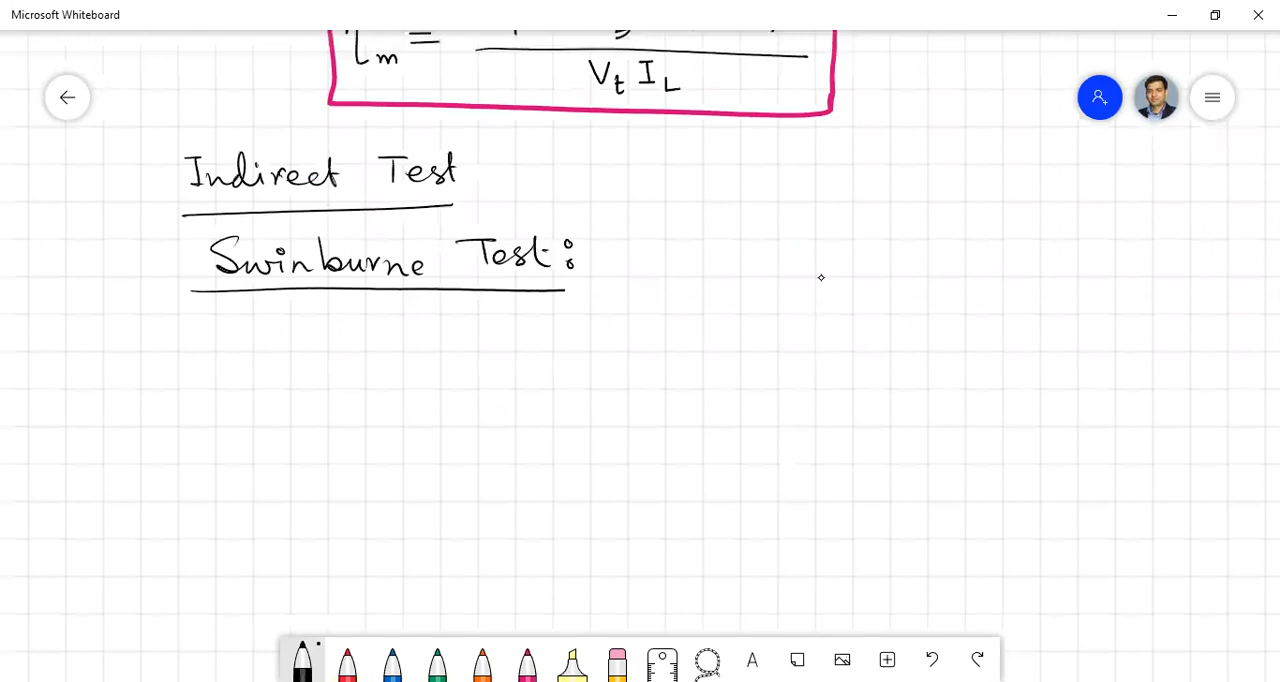 Microsoft Whiteboard
ηm =
Vt IL
Indirect Test
Swinburne Test:
A